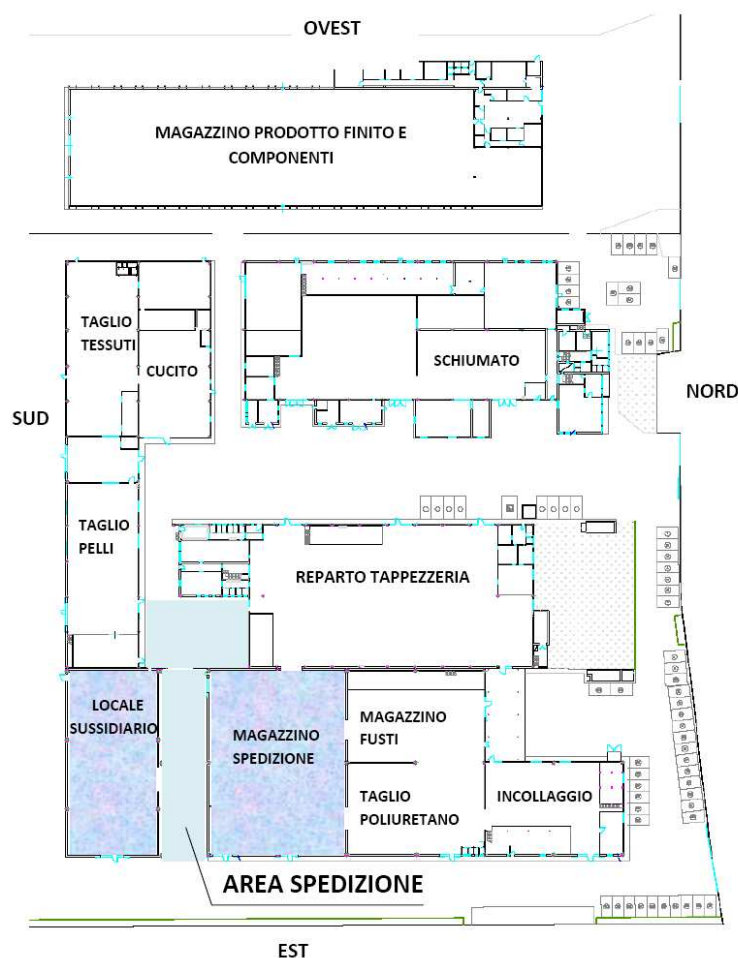 OVEST
MAGAZZINO PRODOTTO FINITO E
COMPONENTI
TAGLIO
TESSUTI
CUCITO
SCHIUMATO
SUD
NORD
TAGLIO
PELLI
REPARTO TAPPEZZERIA
LOCALE
SUSSIDIARIO
MAGAZZINO
SPEDIZIONE
MAGAZZINO
FUSTI
TAGLIO
POLIURETANO
INCOLLAGGIO
AREA SPEDIZIONE
EST